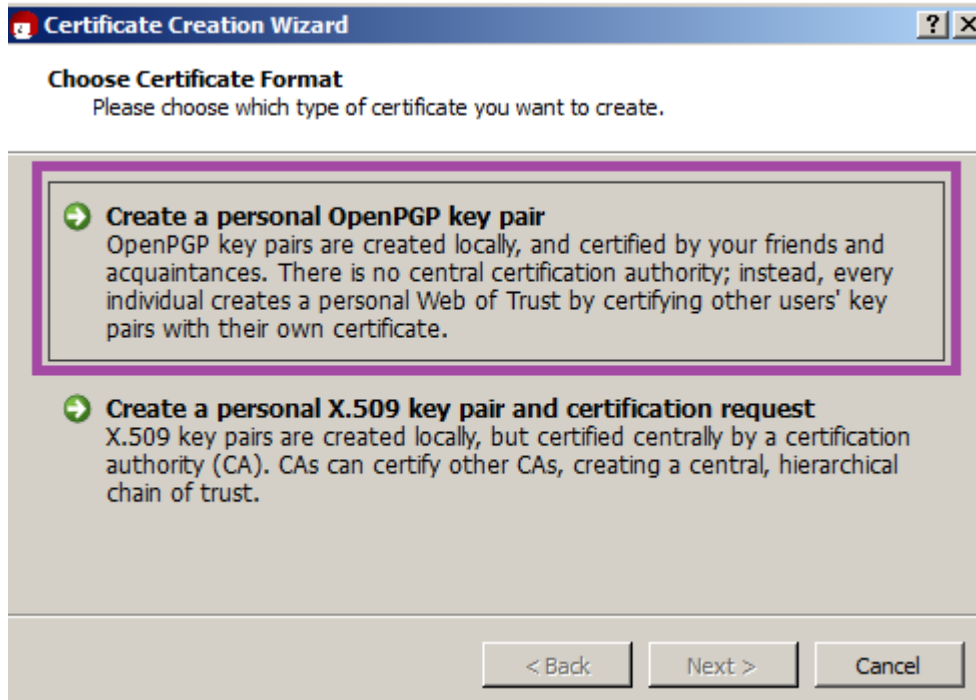 Certificate Creation Wizard
Choose Certificate Format
Please choose which type of certificate you want to create.
Create a personal OpenPGP key pair
OpenPGP key pairs are created locally, and certified by your friends and
acquaintances. There is no central certification authority; instead, every
individual creates a personal Web of Trust by certifying other users' key
pairs with their own certificate.
Create a personal X.509 key pair and certification request
X.509 key pairs are created locally, but certified centrally by a certification
authority (CA). CAs can certify other CAs, creating a central, hierarchical
chain of trust.
< Back Next > Cancel